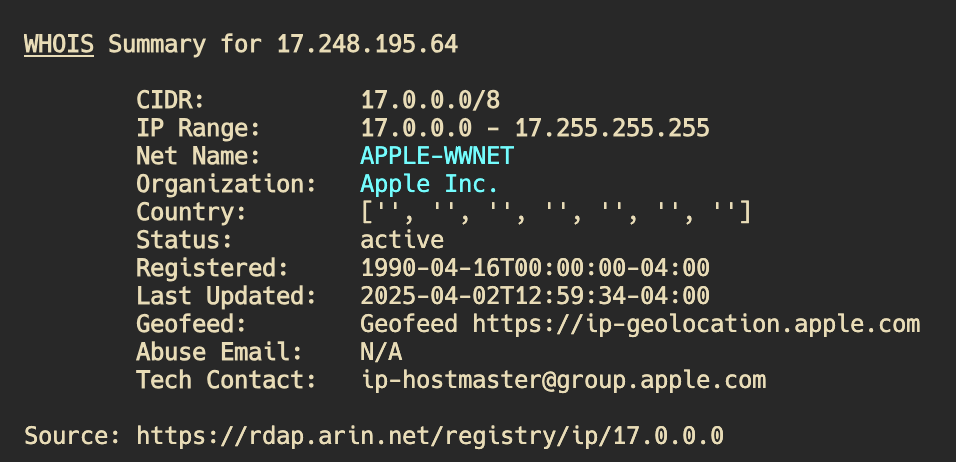 WHOIS Summary for 17.248.195.64
CIDR: 17.0.0.0/8
IP Range: 17.0.0.0 – 17.255.255.255
Net Name: APPLE-WWNET
Organization: Apple Inc.
Country: ['', '', '', '', '', '', '']
Status: active
Registered: 1990-04-16T00:00:00-04:00
Last Updated: 2025-04-02T12:59:34-04:00
Geofeed: Geofeed https://ip-geolocation.apple.com
Abuse Email: N/A
Tech Contact: ip-hostmaster@group.apple.com
Source: https://rdap.arin.net/registry/ip/17.0.0.0